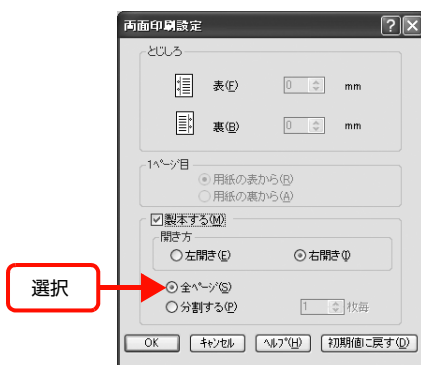 両面印刷設定
とじしろ
表(F) 0 mm
裏(B) 0 mm
1ページ目
用紙の表から(R)
用紙の裏から(A)
製本する(M)
開き方
左開き(E) 右開き(I)
選択
全ページ(S)
分割する(P) 1 枚毎
OK キャンセル ヘルプ(H) 初期値に戻す(D)